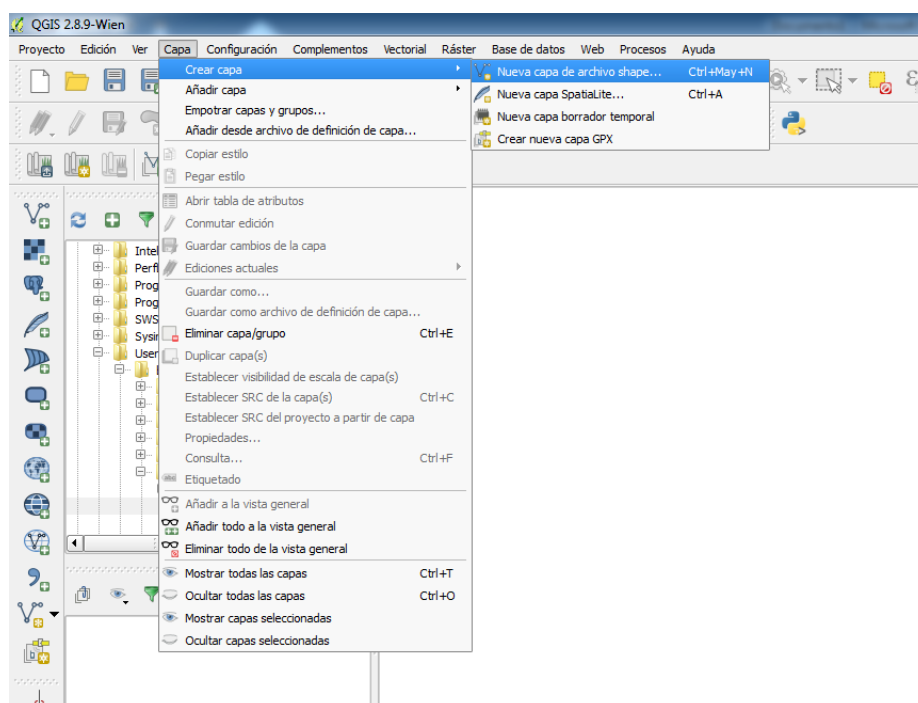 QGIS 2.8.9-Wien
Proyecto Edición Ver Capa Configuración Complementos Vectorial Ráster Base de datos Web Procesos Ayuda
Crear capa
Añadir capa
Empotrar capas y grupos...
Añadir desde archivo de definición de capa...
Copiar estilo
Pegar estilo
Abrir tabla de atributos
Conmutar edición
Guardar cambios de la capa
Ediciones actuales
Guardar como...
Guardar como archivo de definición de capa...
Eliminar capa/grupo Ctrl+E
Duplicar capa(s)
Establecer visibilidad de escala de capa(s)
Establecer SRC de la capa(s) Ctrl+C
Establecer SRC del proyecto a partir de capa
Propiedades...
Consulta... Ctrl+F
Etiquetado
Añadir a la vista general
Añadir todo a la vista general
Eliminar todo de la vista general
Mostrar todas las capas Ctrl+T
Ocultar todas las capas Ctrl+O
Mostrar capas seleccionadas
Ocultar capas seleccionadas
Nueva capa de archivo shape... Ctrl+May+N
Nueva capa SpatiaLite... Ctrl+A
Nueva capa borrador temporal
Crear nueva capa GPX
Intel
Perfl
Prog
Prog
SWS
Sysir
User